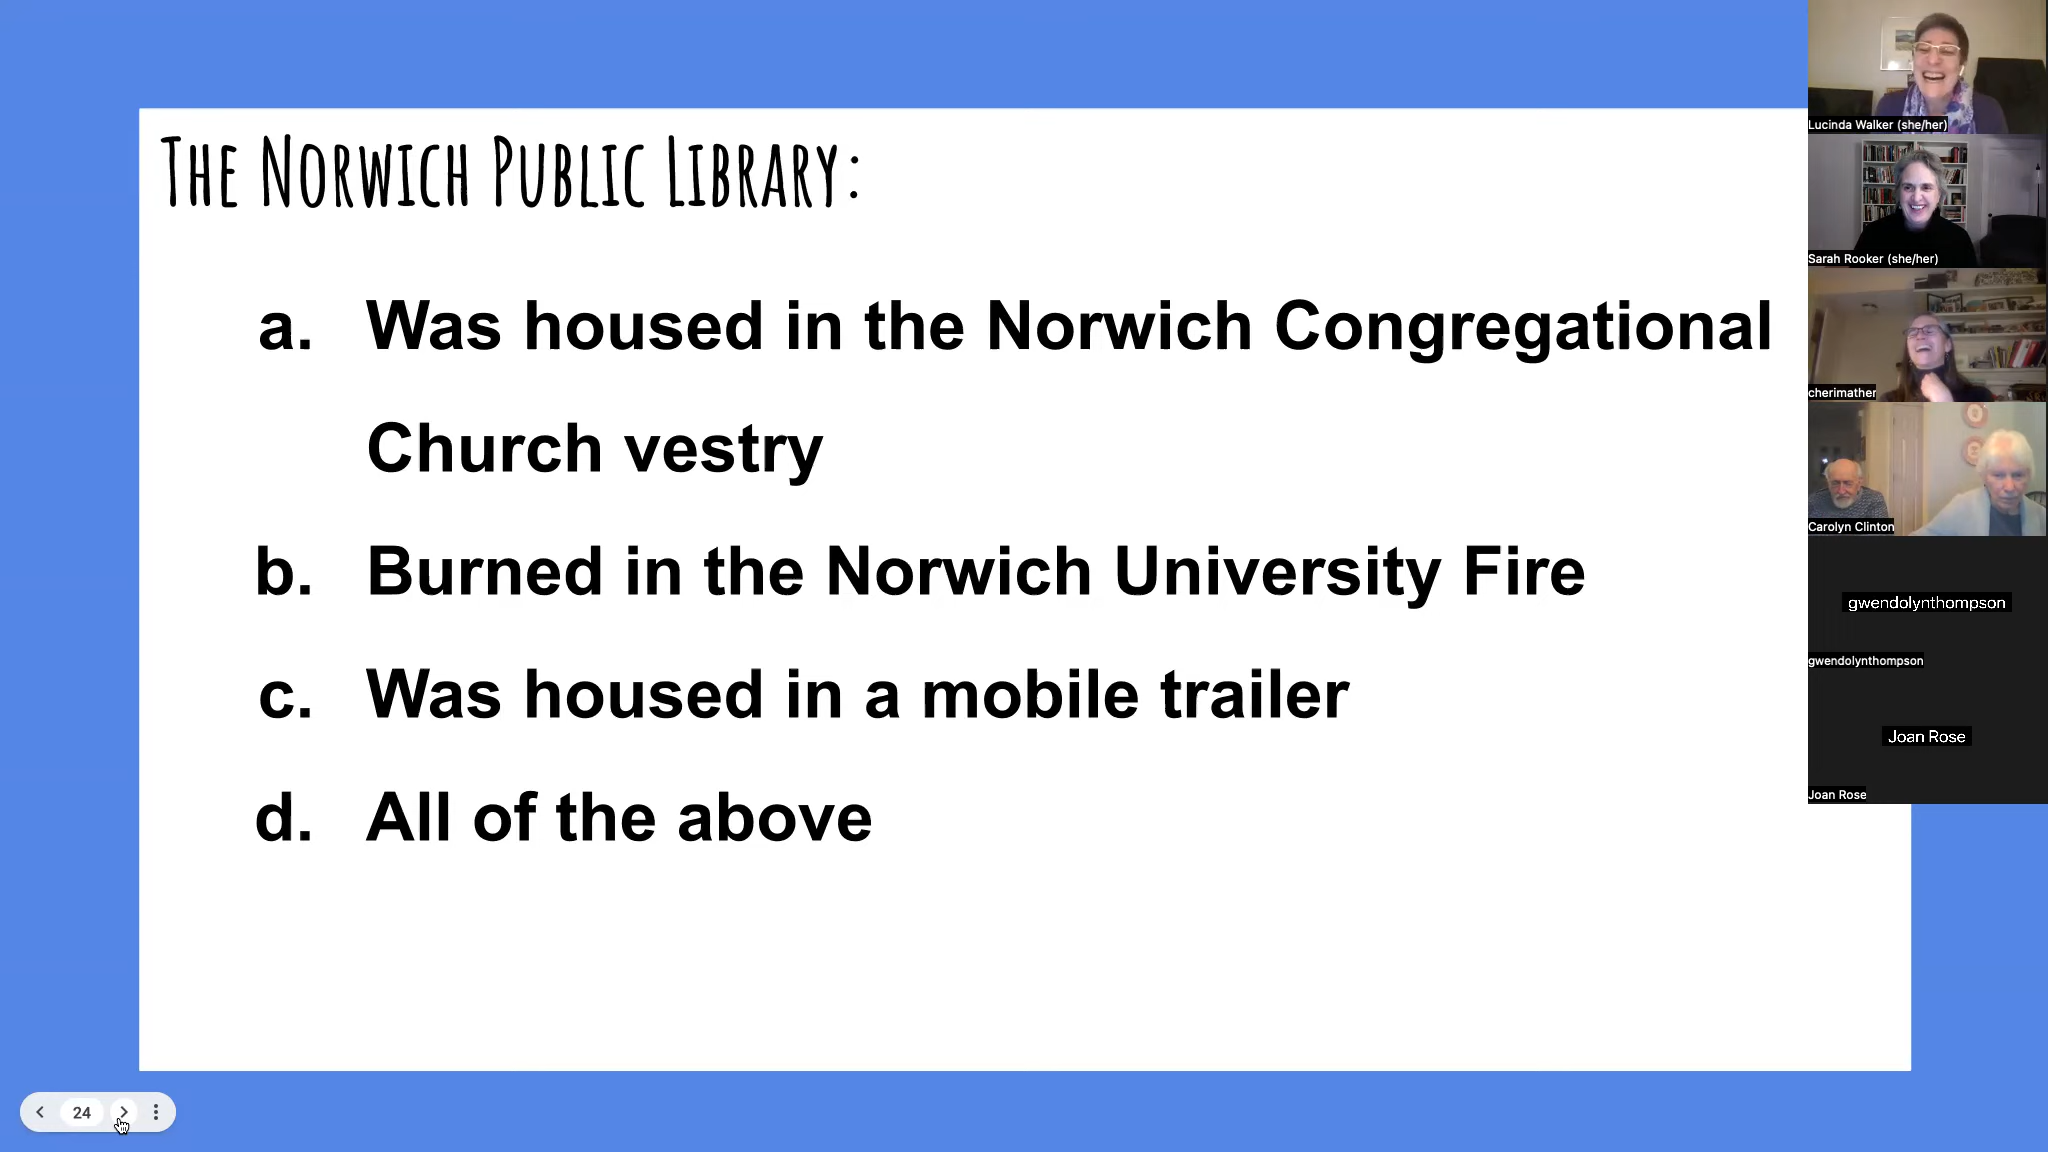 The Norwich Public Library:
a. Was housed in the Norwich Congregational
Church vestry
b. Burned in the Norwich University Fire
c. Was housed in a mobile trailer
d. All of the above
24
Lucinda Walker (she/her)
Sarah Rooker (she/her)
cherimather
Carolyn Clinton
gwendolynthompson
gwendolynthompson
Joan Rose
Joan Rose